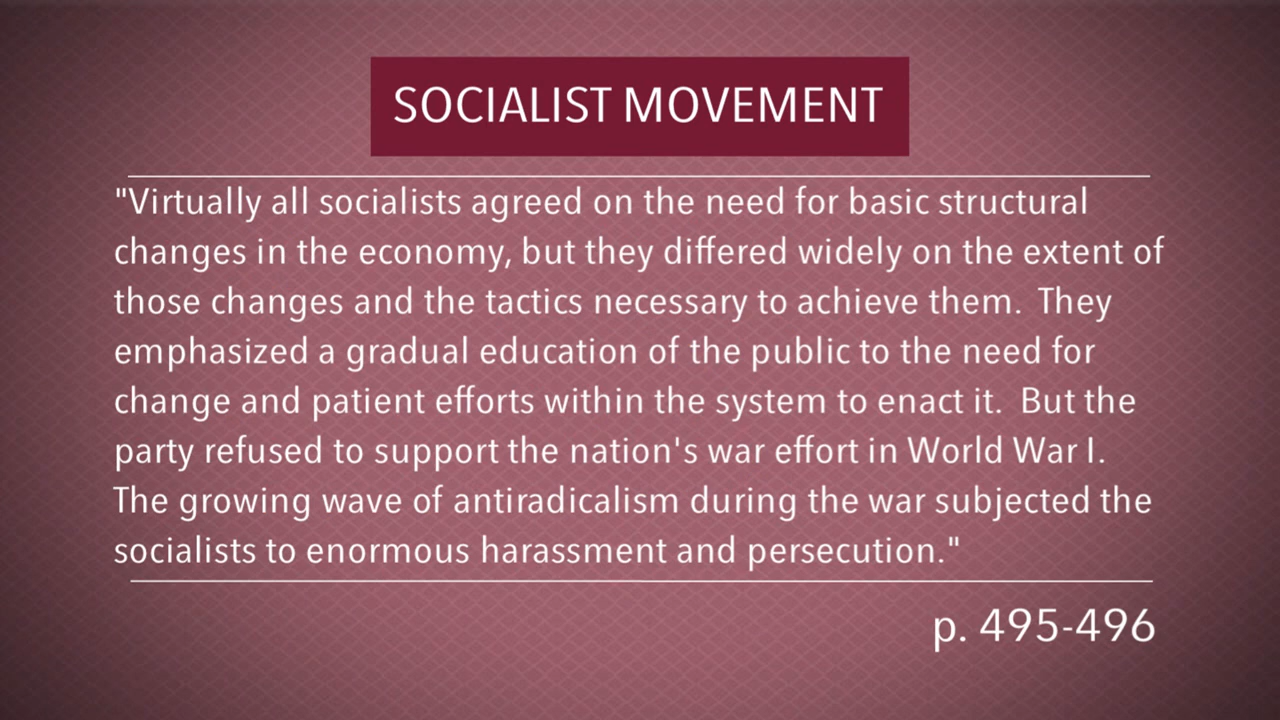 SOCIALIST MOVEMENT
"Virtually all socialists agreed on the need for basic structural
changes in the economy, but they differed widely on the extent of
those changes and the tactics necessary to achieve them.  They
emphasized a gradual education of the public to the need for
change and patient efforts within the system to enact it.  But the
party refused to support the nation's war effort in World War I.
The growing wave of antiradicalism during the war subjected the
socialists to enormous harassment and persecution."
p. 495-496